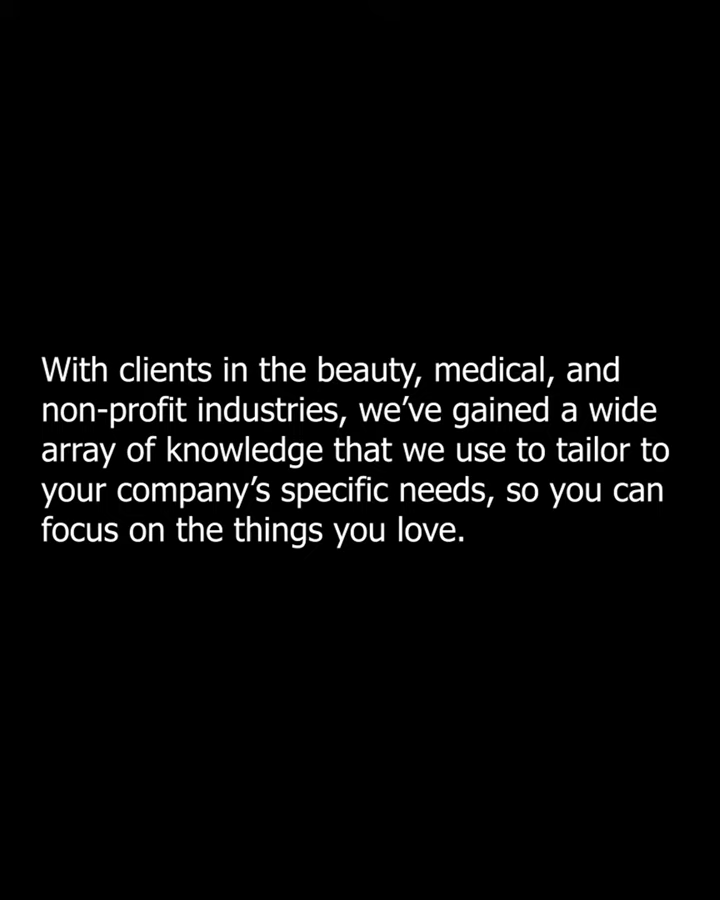 With clients in the beauty, medical, and
non-profit industries, we’ve gained a wide
array of knowledge that we use to tailor to
your company’s specific needs, so you can
focus on the things you love.